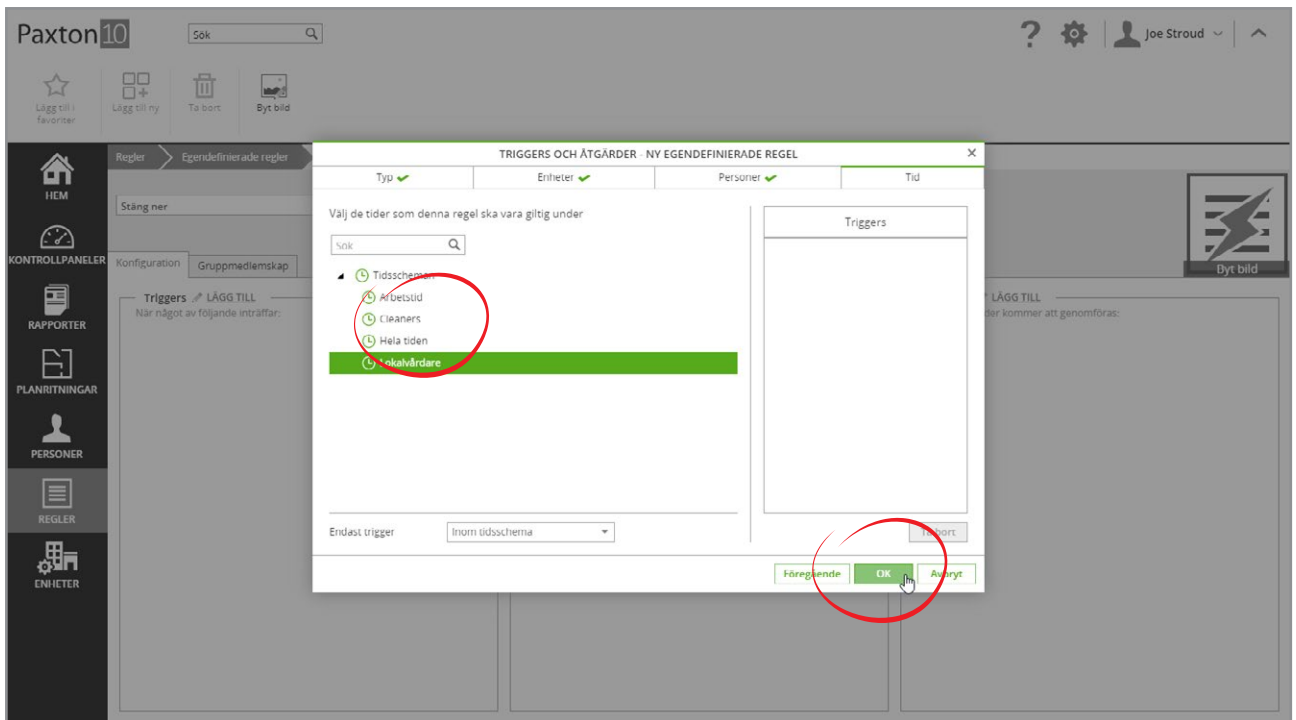 Paxton 10
Sök
Joe Stroud
Lägg till i favoriter
Lägg till ny
Ta bort
Byt bild
HEM
KONTROLLPANELER
RAPPORTER
PLANRITNINGAR
PERSONER
REGLER
ENHETER
Regler
Egendefinierade regler
Stäng ner
Konfiguration
Gruppmedlemskap
Triggers LÄGG TILL
När något av följande inträffar:
TRIGGERS OCH ÅTGÄRDER - NY EGENDEFINIERADE REGEL
Typ
Enheter
Personer
Tid
Välj de tider som denna regel ska vara giltig under
Sök
Tidsscheman
Arbetstid
Cleaners
Hela tiden
Lokalvårdare
Endast trigger
Inom tidsschema
Triggers
Ta bort
Föregående
OK
Avbryt
Byt bild
LÄGG TILL
der kommer att genomföras: